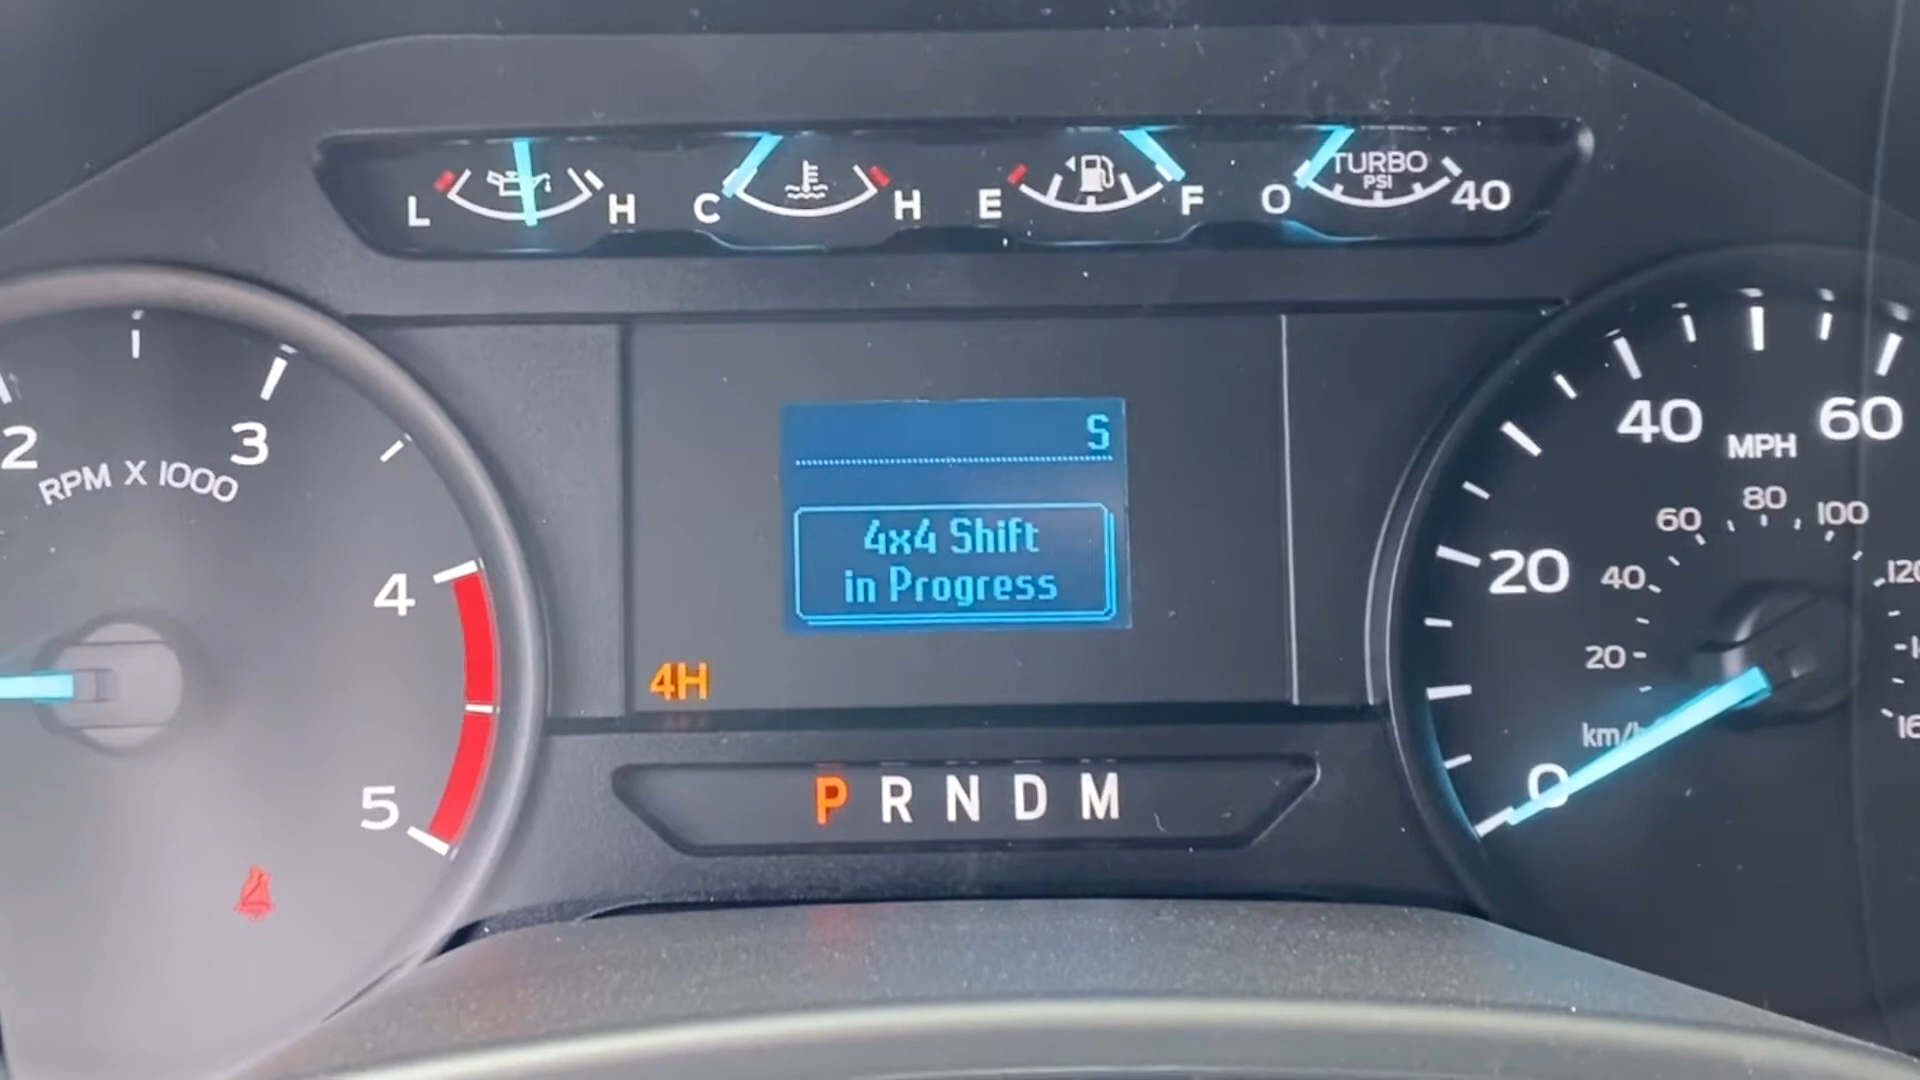 L H C H E F O TURBO PSI 40
2 3
RPM X 1000
4
5
S
4x4 Shift
in Progress
4H
P R N D M
0 20 40 60
MPH
20 40 60 80 100 120
km/h